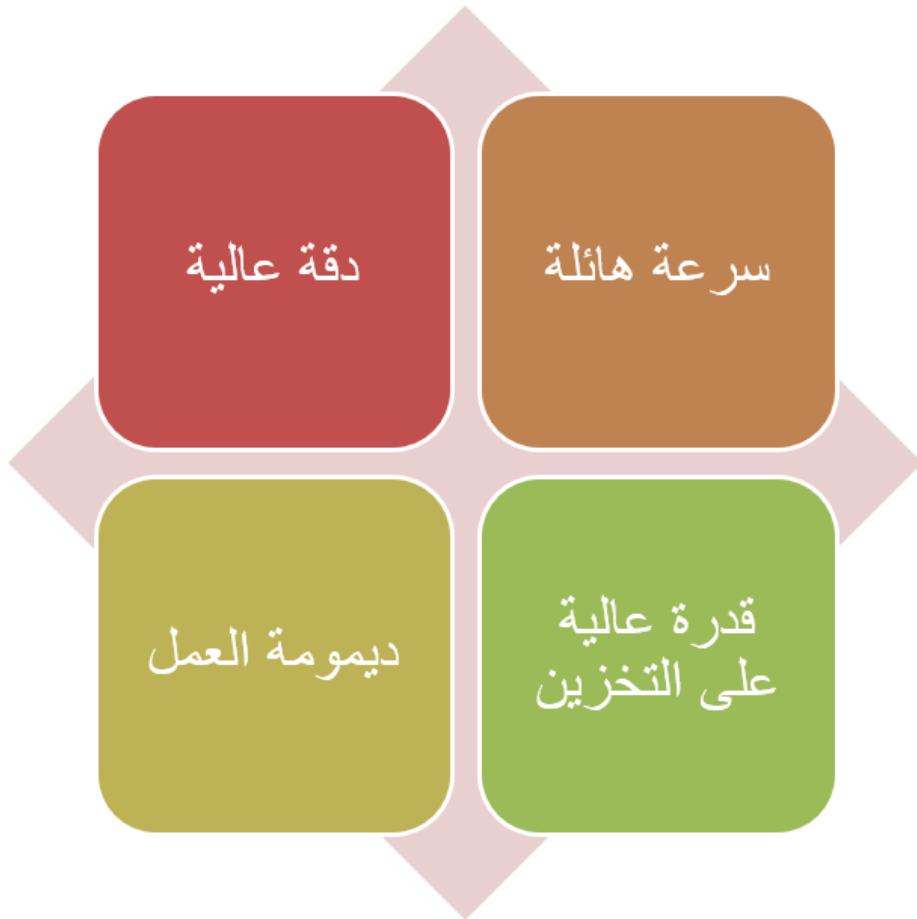 سرعة هائلة
دقة عالية
قدرة عالية
على التخزين
ديمومة العمل